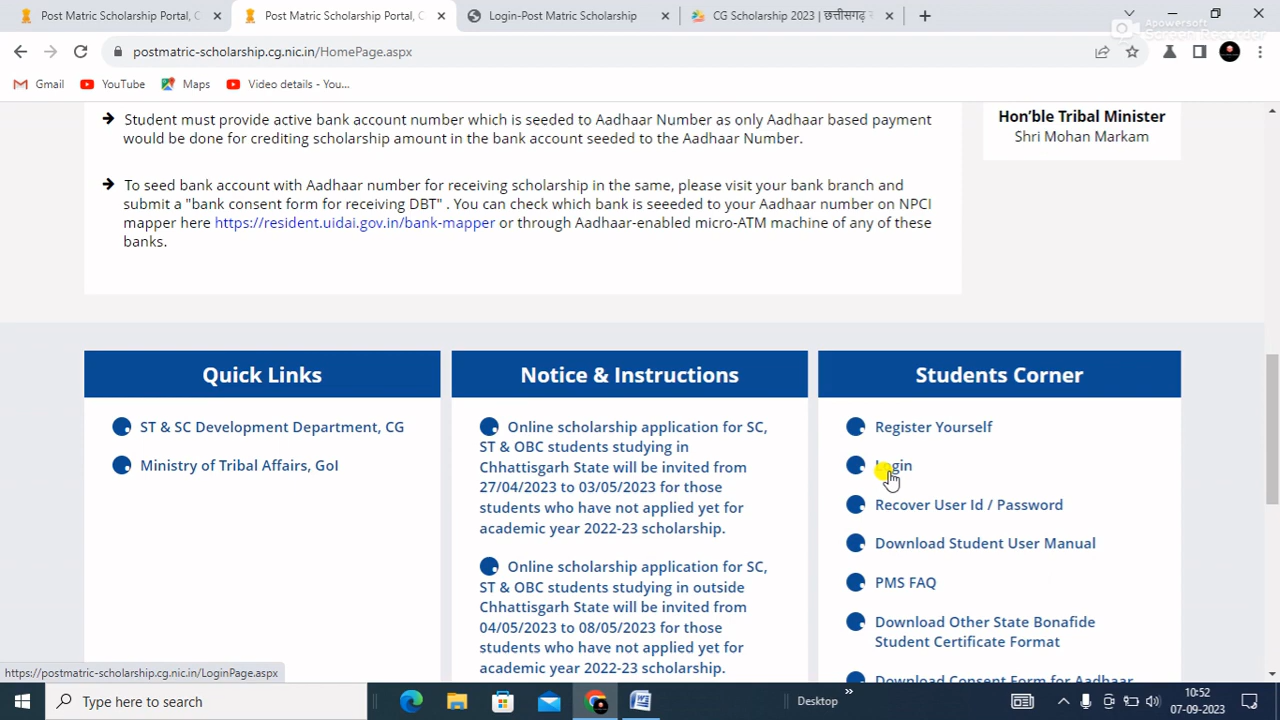 Post Matric Scholarship Portal, C
Post Matric Scholarship Portal, C
Login-Post Matric Scholarship
CG Scholarship 2023 | छत्तीसगढ़
Apowersoft
Screen Recorder
postmatric-scholarship.cg.nic.in/HomePage.aspx
Gmail
YouTube
Maps
Video details - You...
Student must provide active bank account number which is seeded to Aadhaar Number as only Aadhaar based payment
would be done for crediting scholarship amount in the bank account seeded to the Aadhaar Number.
To seed bank account with Aadhaar number for receiving scholarship in the same, please visit your bank branch and
submit a "bank consent form for receiving DBT" . You can check which bank is seeeded to your Aadhaar number on NPCI
mapper here https://resident.uidai.gov.in/bank-mapper or through Aadhaar-enabled micro-ATM machine of any of these
banks.
Hon'ble Tribal Minister
Shri Mohan Markam
Quick Links
ST & SC Development Department, CG
Ministry of Tribal Affairs, GoI
Notice & Instructions
Online scholarship application for SC,
ST & OBC students studying in
Chhattisgarh State will be invited from
27/04/2023 to 03/05/2023 for those
students who have not applied yet for
academic year 2022-23 scholarship.
Online scholarship application for SC,
ST & OBC students studying in outside
Chhattisgarh State will be invited from
04/05/2023 to 08/05/2023 for those
students who have not applied yet for
academic year 2022-23 scholarship.
Students Corner
Register Yourself
Login
Recover User Id / Password
Download Student User Manual
PMS FAQ
Download Other State Bonafide
Student Certificate Format
Download Consent Form for Aadhaar
https://postmatric-scholarship.cg.nic.in/LoginPage.aspx
Type here to search
Desktop
10:52
07-09-2023